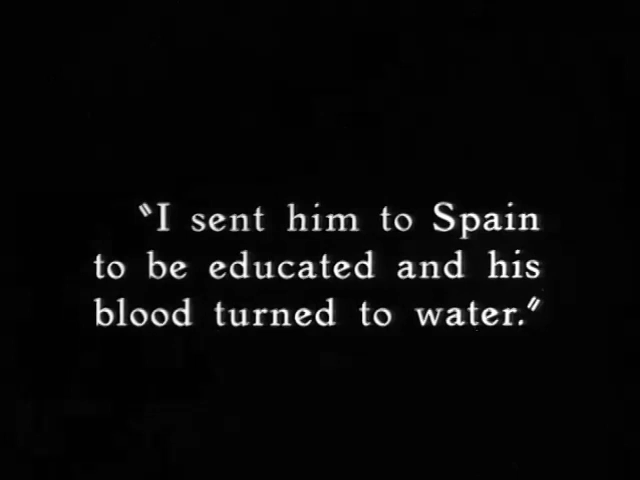 "I sent him to Spain
to be educated and his
blood turned to water."